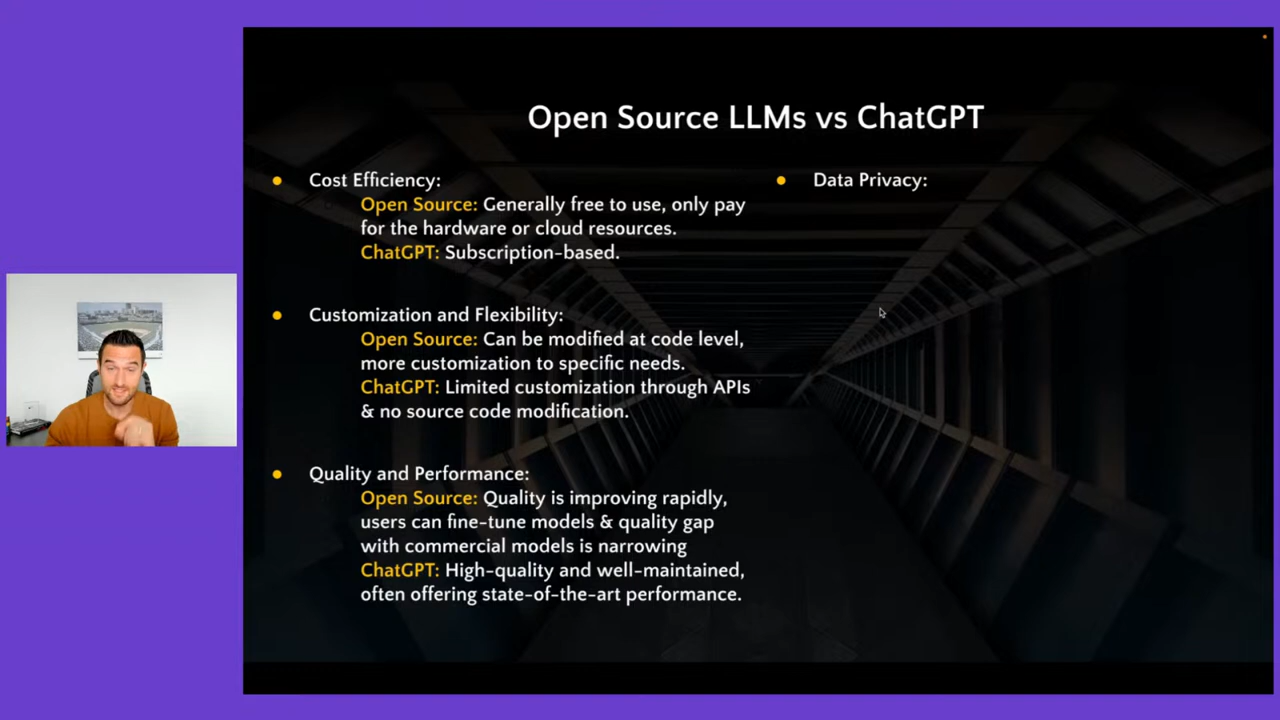 Open Source LLMs vs ChatGPT
Cost Efficiency:
Open Source: Generally free to use, only pay
for the hardware or cloud resources.
ChatGPT: Subscription-based.
Customization and Flexibility:
Open Source: Can be modified at code level,
more customization to specific needs.
ChatGPT: Limited customization through APIs
& no source code modification.
Quality and Performance:
Open Source: Quality is improving rapidly,
users can fine-tune models & quality gap
with commercial models is narrowing
ChatGPT: High-quality and well-maintained,
often offering state-of-the-art performance.
Data Privacy: